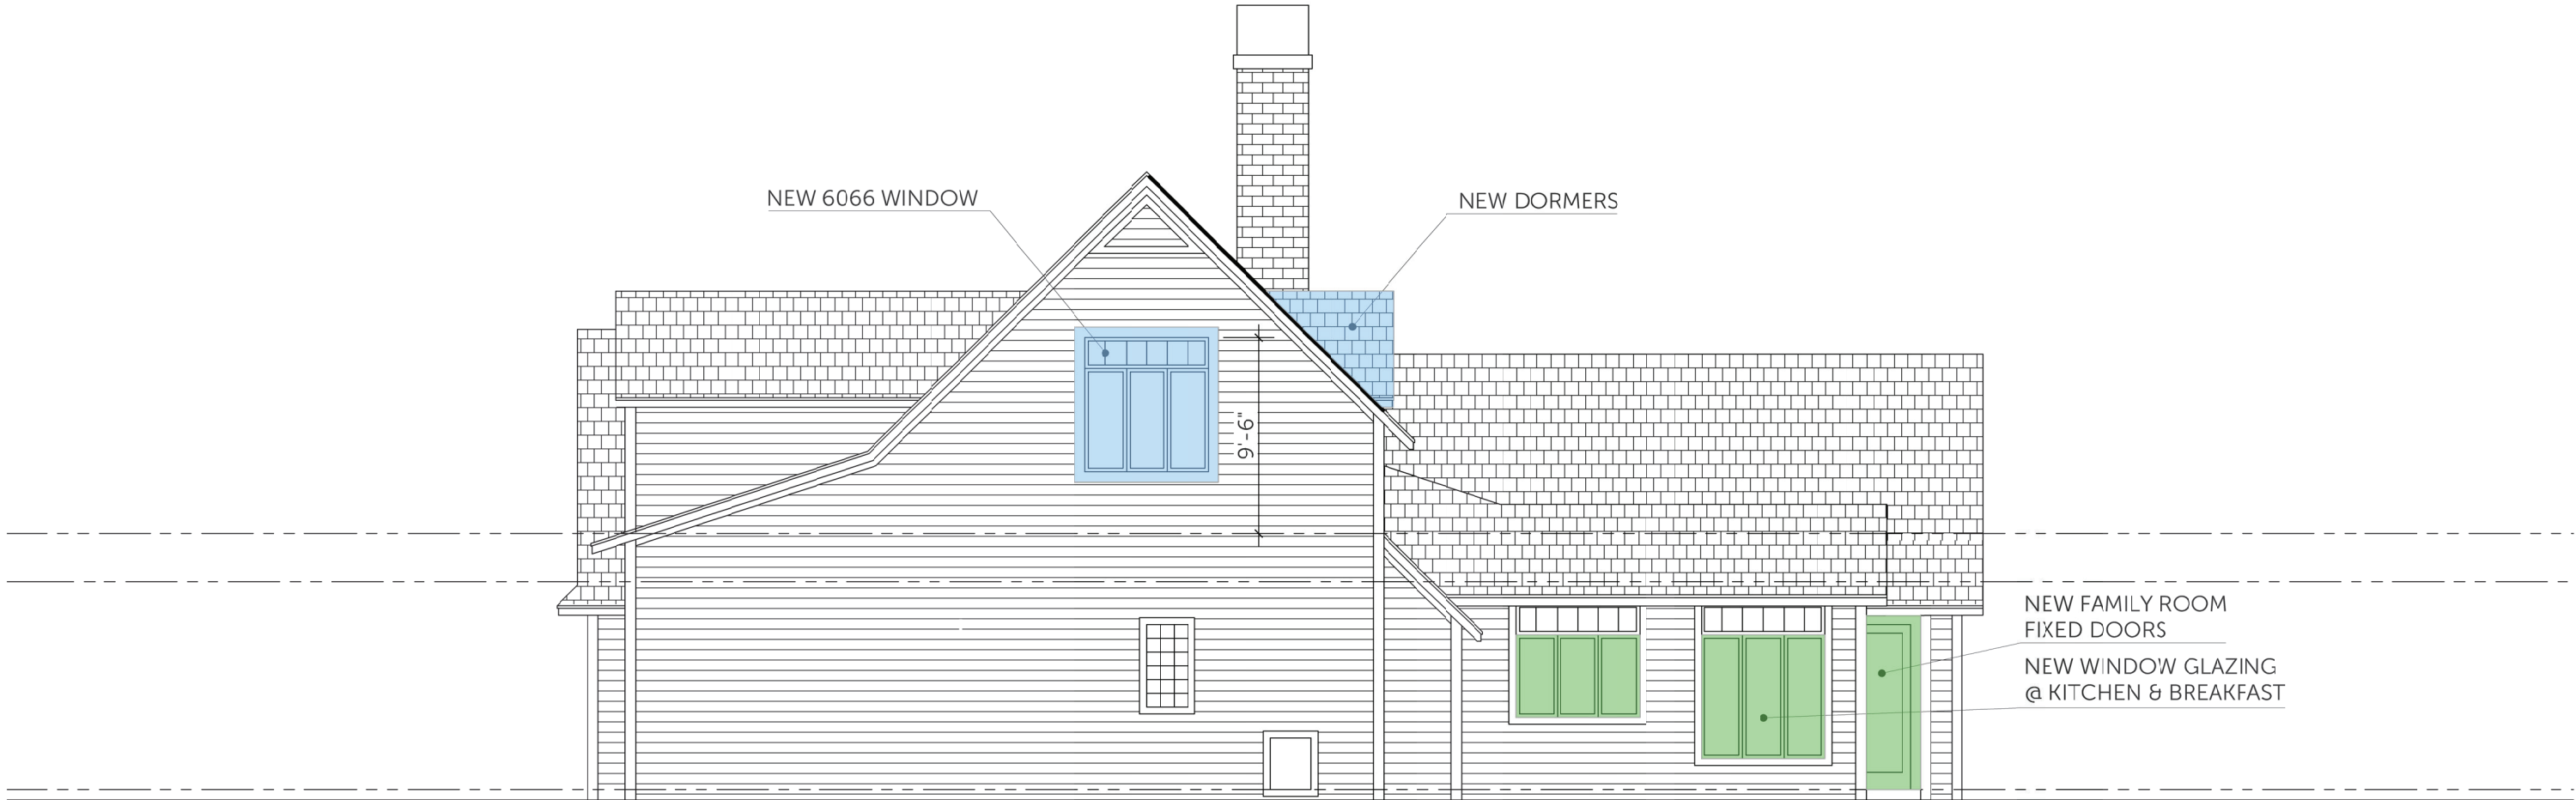 NEW 6066 WINDOW
NEW DORMERS
9'-6"
NEW FAMILY ROOM
FIXED DOORS
NEW WINDOW GLAZING
@ KITCHEN & BREAKFAST